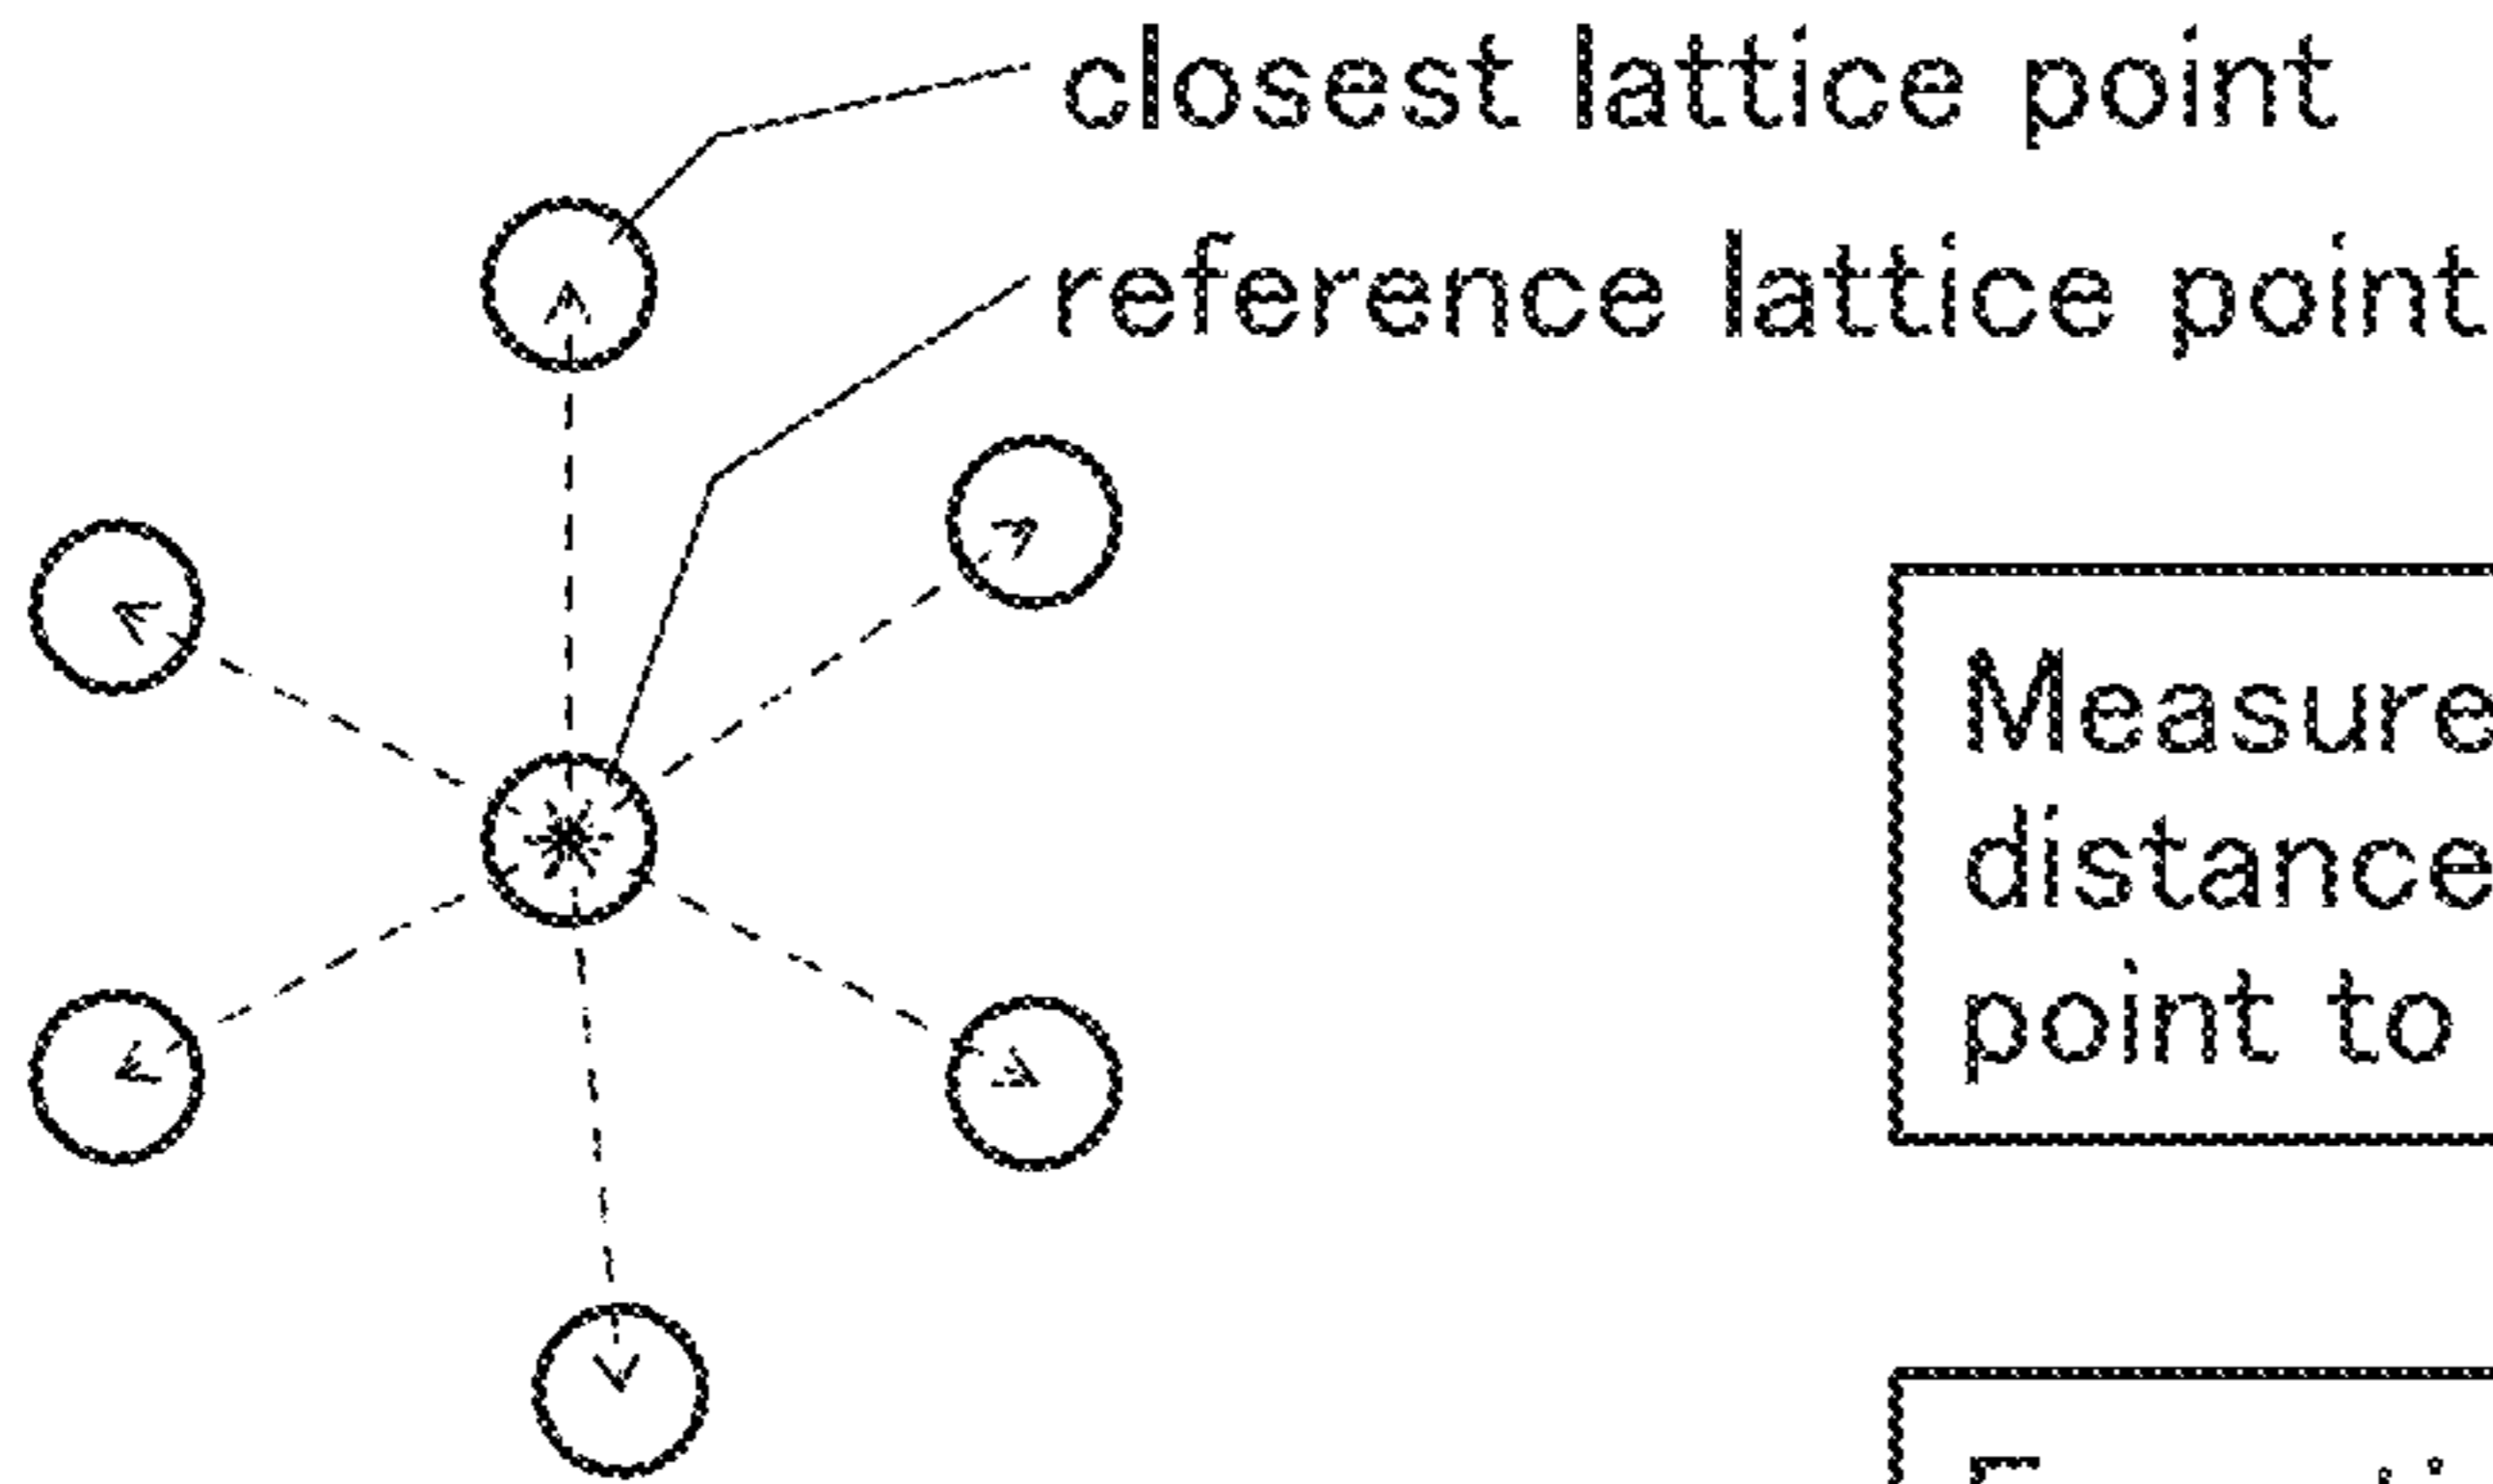 closest lattice point
reference lattice point
Measure
distance
point to